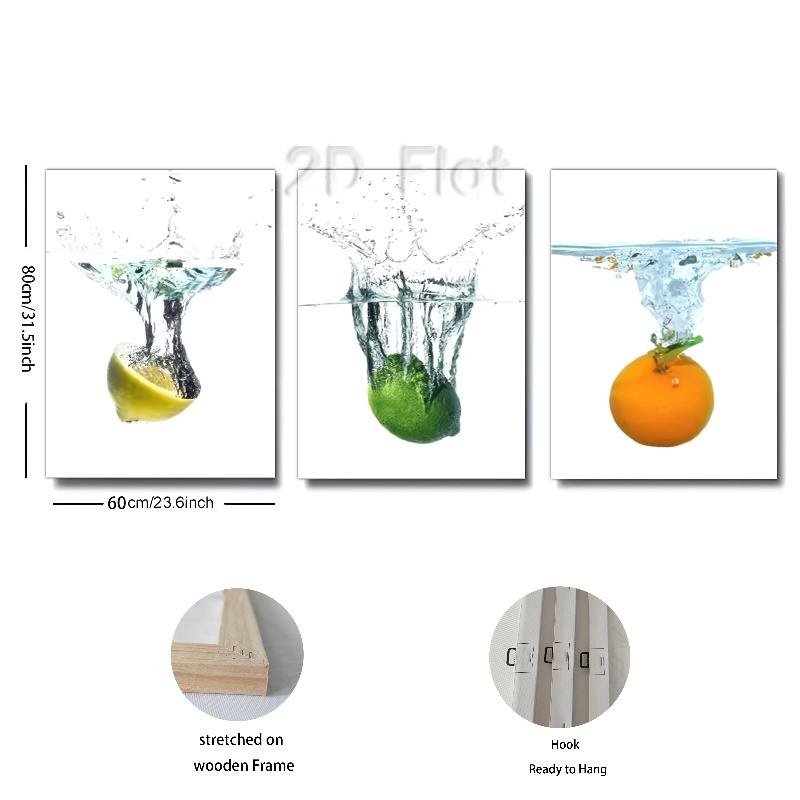 2D Flat
80cm/31.5inch
60cm/23.6inch
stretched on
wooden Frame
Hook
Ready to Hang